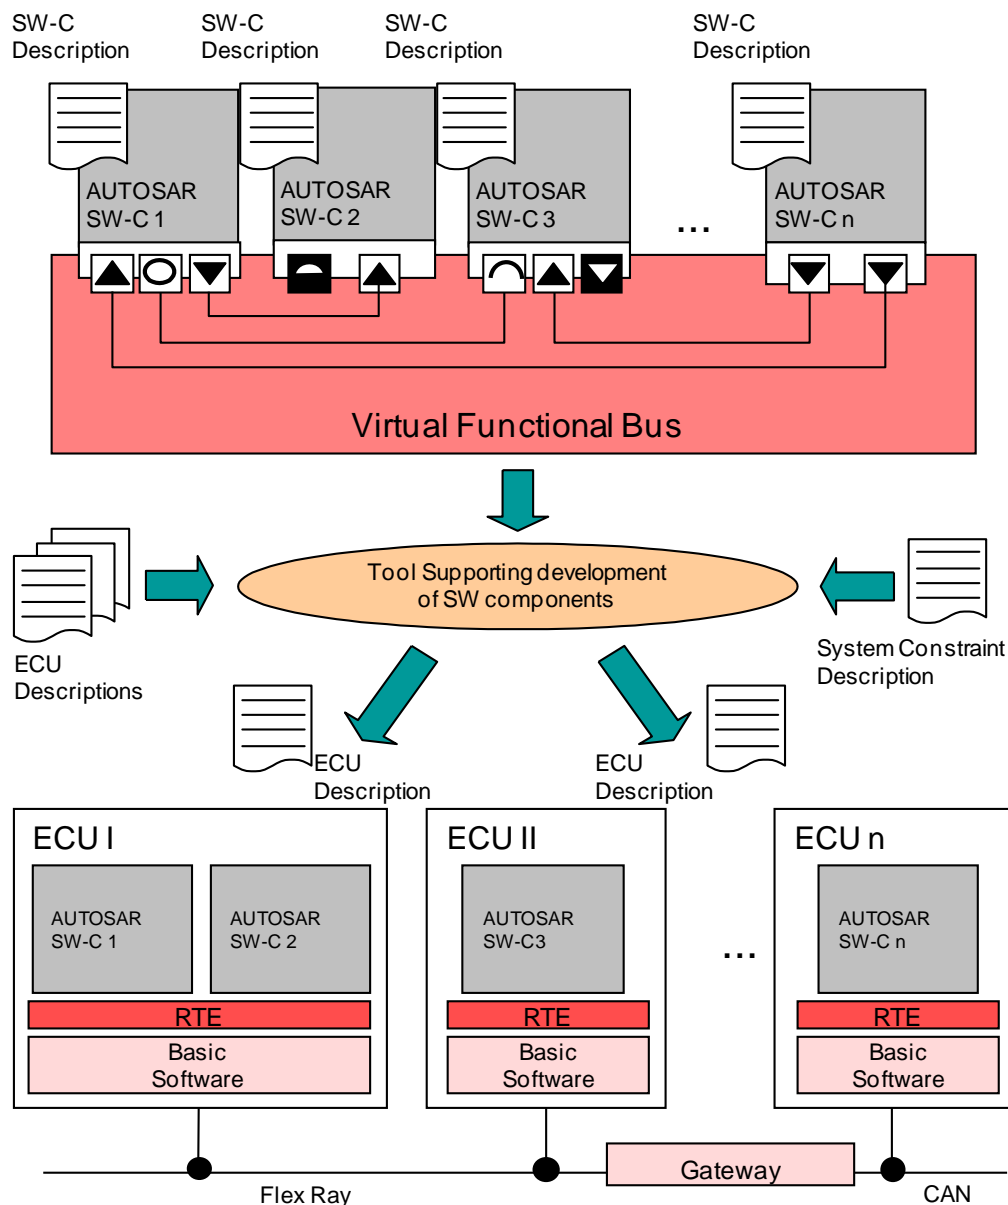 SW-C
Description
SW-C
Description
SW-C
Description
SW-C
Description
AUTOSAR
SW-C 1
AUTOSAR
SW-C 2
AUTOSAR
SW-C 3
...
AUTOSAR
SW-C n
Virtual Functional Bus
Tool Supporting development
of SW components
ECU
Descriptions
System Constraint
Description
ECU
Description
ECU
Description
ECU I
AUTOSAR
SW-C 1
AUTOSAR
SW-C 2
RTE
Basic
Software
ECU II
AUTOSAR
SW-C3
RTE
Basic
Software
...
ECU n
AUTOSAR
SW-C n
RTE
Basic
Software
Gateway
Flex Ray
CAN